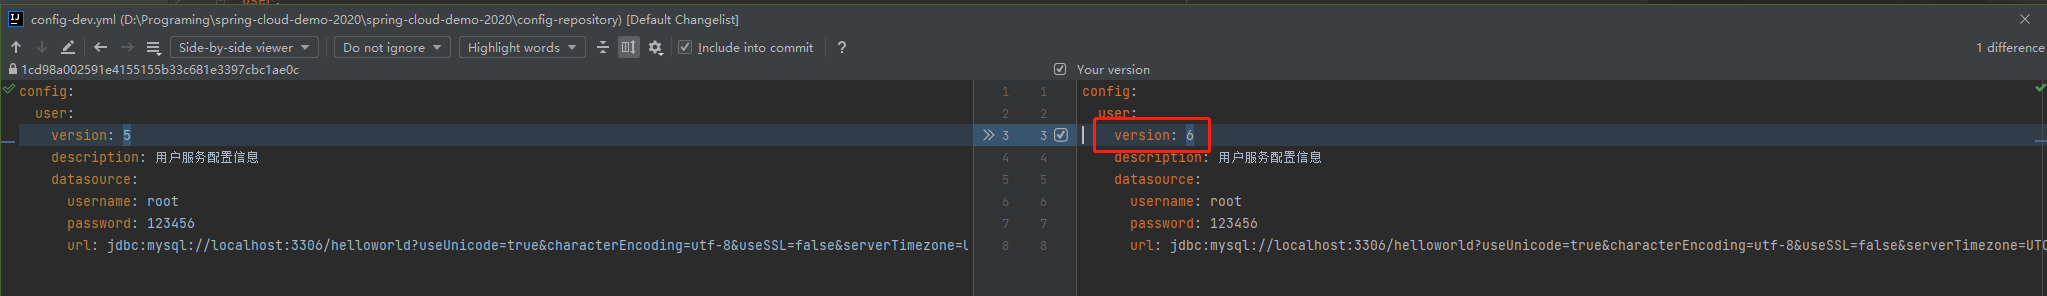 user:
config-dev.yml (D:\Programing\spring-cloud-demo-2020\spring-cloud-demo-2020\config-repository) [Default Changelist]
Side-by-side viewer Do not ignore Highlight words Include into commit ? 1 difference
1cd98a002591e4155155b33c681e3397cbc1ae0c Your version
config: 1 1 config:
user: 2 2 user:
version: 5 3 3 version: 6
description: 用户服务配置信息 4 4 description: 用户服务配置信息
datasource: 5 5 datasource:
username: root 6 6 username: root
password: 123456 7 7 password: 123456
url: jdbc:mysql://localhost:3306/helloworld?useUnicode=true&characterEncoding=utf-8&useSSL=false&serverTimezone=U 8 8 url: jdbc:mysql://localhost:3306/helloworld?useUnicode=true&characterEncoding=utf-8&useSSL=false&serverTimezone=UTC